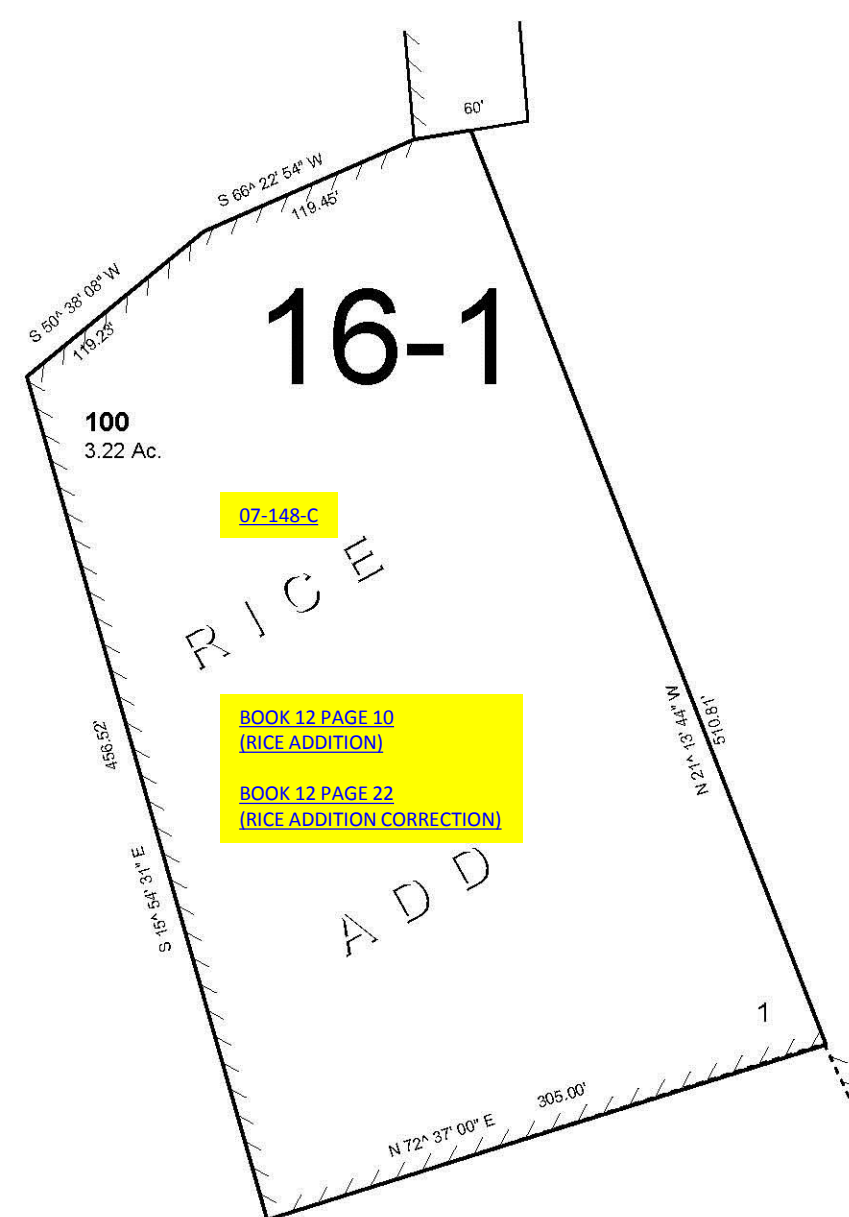 60'
S 66^ 22' 54" W
119.45'
S 50^ 38' 08" W
119.23'
16-1
100
3.22 Ac.
07-148-C
RICE
N 21^ 13' 44" W
510.81'
BOOK 12 PAGE 10
(RICE ADDITION)
456.52'
BOOK 12 PAGE 22
(RICE ADDITION CORRECTION)
S 15^ 54' 31" E
ADD
1
305.00'
N 72^ 37' 00" E